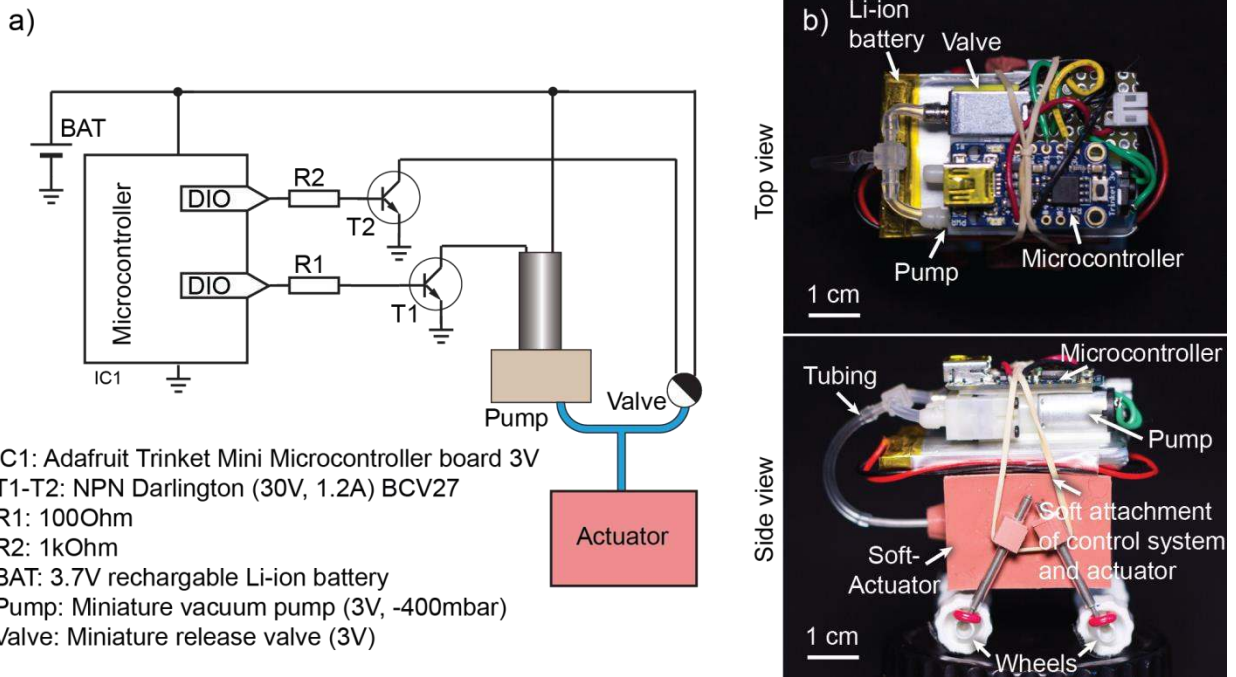 a)
BAT
Microcontroller
DIO
R2
T2
DIO
R1
T1
IC1
Pump
Valve
Actuator
C1: Adafruit Trinket Mini Microcontroller board 3V
T1-T2: NPN Darlington (30V, 1.2A) BCV27
R1: 100Ohm
R2: 1kOhm
BAT: 3.7V rechargable Li-ion battery
Pump: Miniature vacuum pump (3V, -400mbar)
Valve: Miniature release valve (3V)
b)
Top view
Li-ion
battery
Valve
Trinket
Pump
Microcontroller
1 cm
Side view
Microcontroller
Tubing
Pump
Soft attachment
of control system
and actuator
Soft-
Actuator
1 cm
Wheels